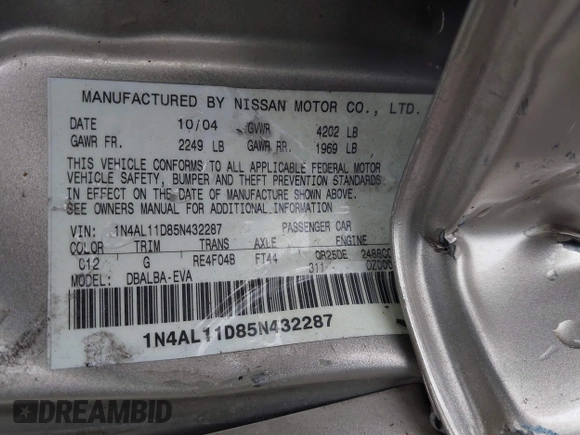 MANUFACTURED BY NISSAN MOTOR CO., LTD.
DATE 10/04 GVWR 4202 LB
GAWR FR. 2249 LB GAWR RR. 1969 LB
THIS VEHICLE CONFORMS TO ALL APPLICABLE FEDERAL MOTOR
VEHICLE SAFETY, BUMPER AND THEFT PREVENTION STANDARDS
IN EFFECT ON THE DATE OF MANUFACTURE SHOWN ABOVE.
SEE OWNERS MANUAL FOR ADDITIONAL INFORMATION
VIN: 1N4AL11D85N432287 PASSENGER CAR
COLOR TRIM TRANS AXLE ENGINE
C12 G RE4F04B FT44 QR25DE 2488CC
MODEL: DBALBA-EVA 311
1N4AL11D85N432287
DREAMBID